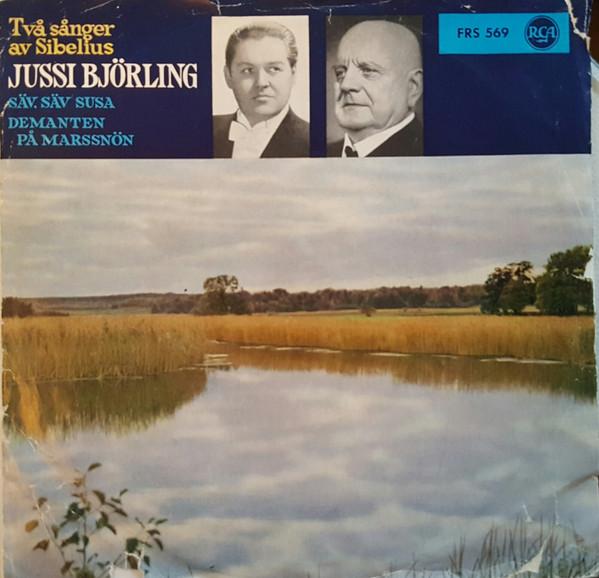 Två sånger
av Sibelius
JUSSI BJÖRLING
SÄV, SÄV SUSA
DEMANTEN
PÅ MARSSNÖN
FRS 569
RCA